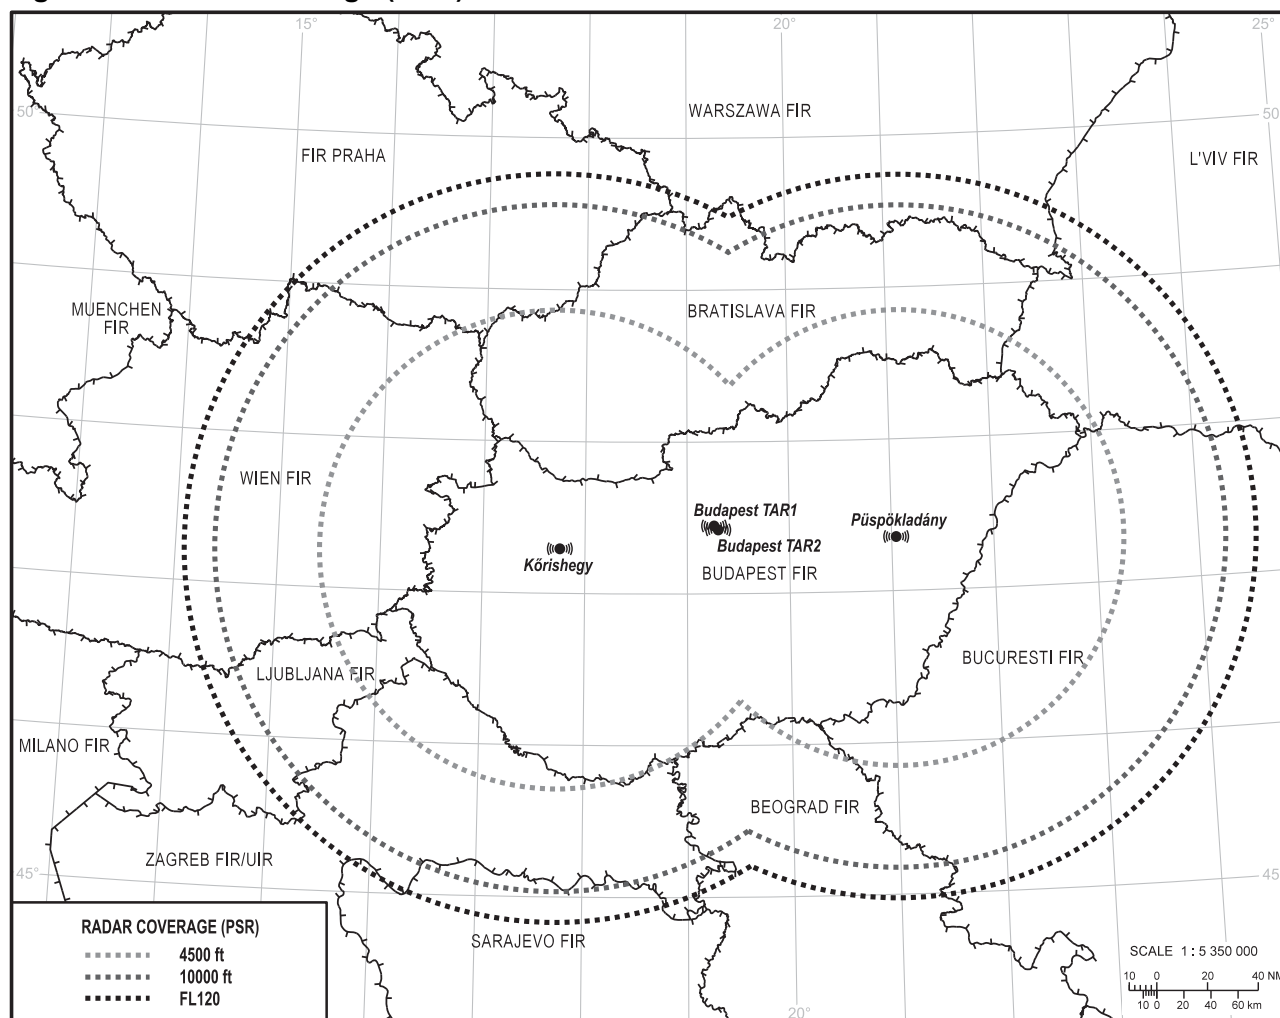 15°
20°
25°
50°
50°
WARSZAWA FIR
FIR PRAHA
L'VIV FIR
MUENCHEN
FIR
BRATISLAVA FIR
WIEN FIR
Budapest TAR1
Budapest TAR2
Püspökladány
Kőrishegy
BUDAPEST FIR
LJUBLJANA FIR
BUCURESTI FIR
MILANO FIR
BEOGRAD FIR
ZAGREB FIR/UIR
45°
45°
SARAJEVO FIR
RADAR COVERAGE (PSR)
4500 ft
10000 ft
FL120
SCALE 1 : 5 350 000
10 0 20 40 NM
10 0 20 40 60 km
20°